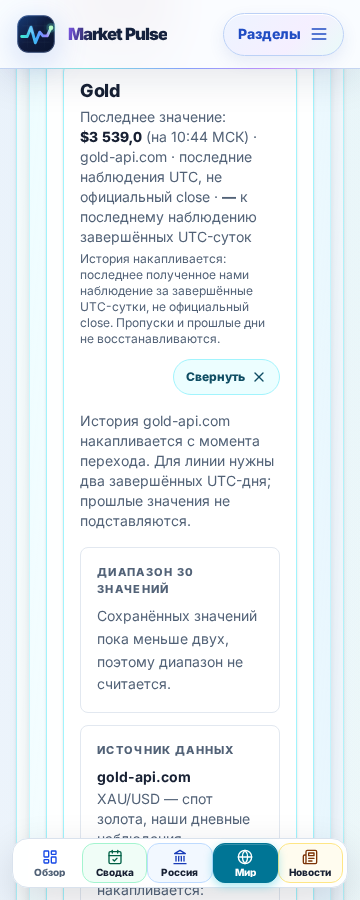 Market Pulse
Разделы
Gold
Последнее значение:
$3 539,0 (на 10:44 МСК) ·
gold-api.com · последние
наблюдения UTC, не
официальный close · — к
последнему наблюдению
завершённых UTC-суток
История накапливается:
последнее полученное нами
наблюдение за завершённые
UTC-сутки, не официальный
close. Пропуски и прошлые дни
не восстанавливаются.
Свернуть
История gold-api.com
накапливается с момента
перехода. Для линии нужны
два завершённых UTC-дня;
прошлые значения не
подставляются.
ДИАПАЗОН 30
ЗНАЧЕНИЙ
Сохранённых значений
пока меньше двух,
поэтому диапазон не
считается.
ИСТОЧНИК ДАННЫХ
gold-api.com
XAU/USD — спот
золота, наши дневные
наблюдения
Обзор
Сводка
Россия
Мир
Новости
накапливается: